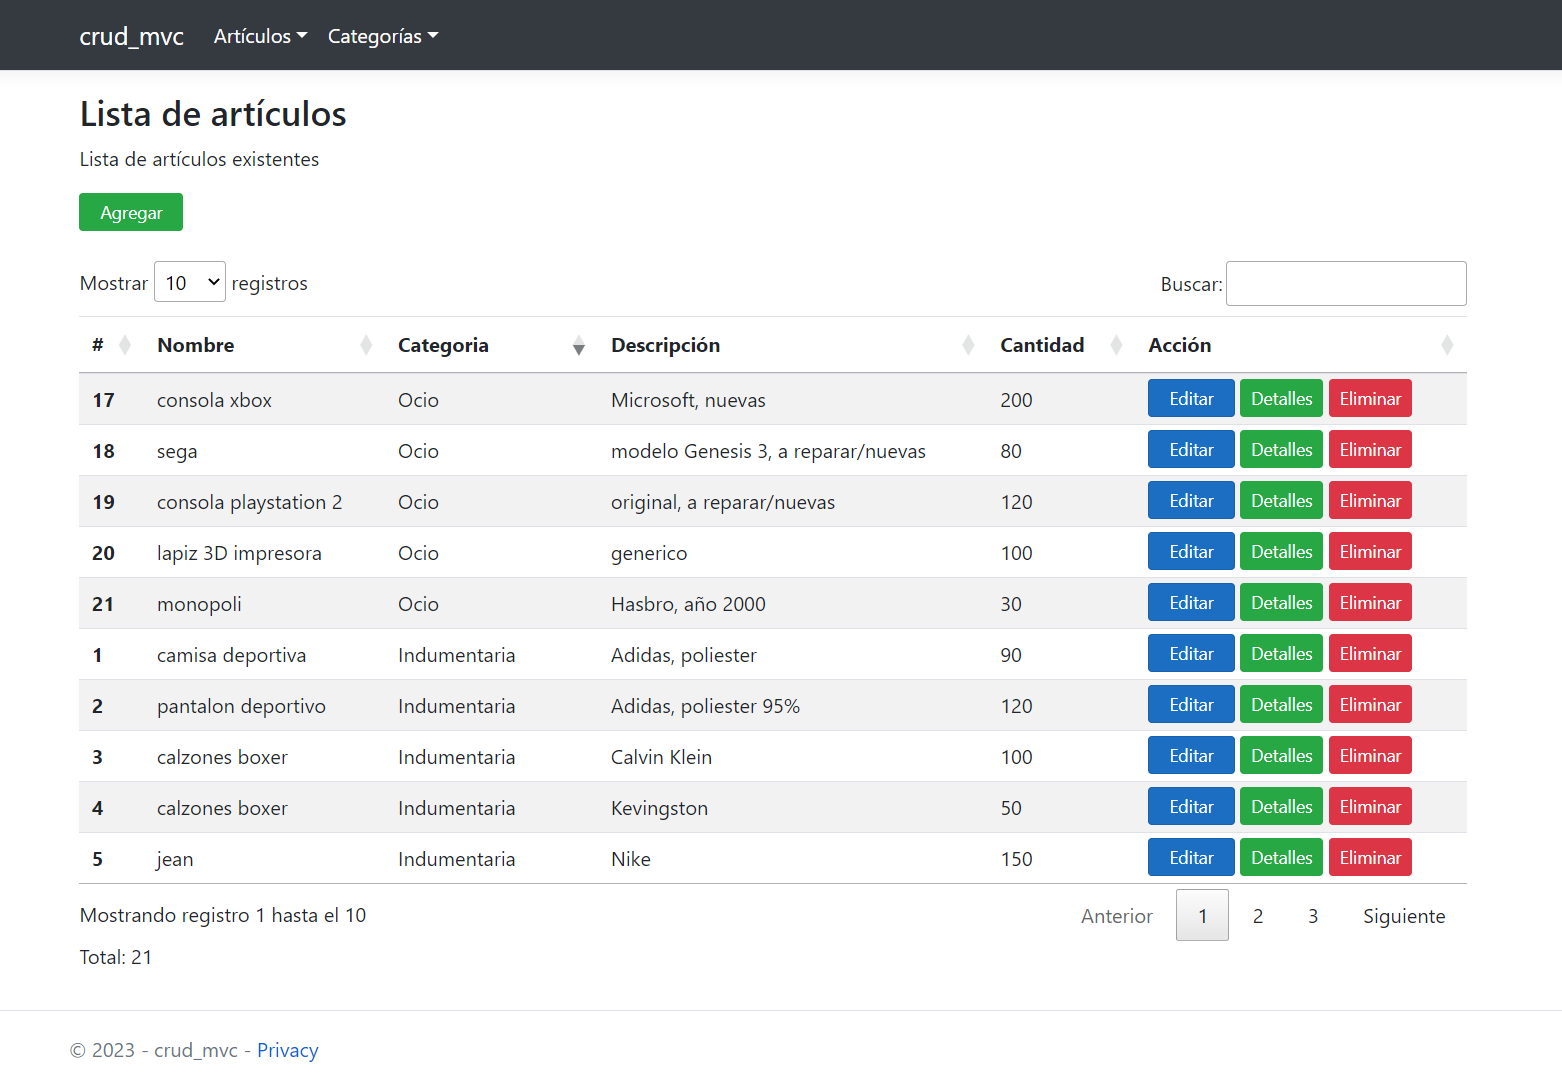 crud_mvc Artículos Categorías
Lista de artículos
Lista de artículos existentes
Agregar
Mostrar 10 registros Buscar:
# Nombre Categoria Descripción Cantidad Acción
17 consola xbox Ocio Microsoft, nuevas 200 Editar Detalles Eliminar
18 sega Ocio modelo Genesis 3, a reparar/nuevas 80 Editar Detalles Eliminar
19 consola playstation 2 Ocio original, a reparar/nuevas 120 Editar Detalles Eliminar
20 lapiz 3D impresora Ocio generico 100 Editar Detalles Eliminar
21 monopoli Ocio Hasbro, año 2000 30 Editar Detalles Eliminar
1 camisa deportiva Indumentaria Adidas, poliester 90 Editar Detalles Eliminar
2 pantalon deportivo Indumentaria Adidas, poliester 95% 120 Editar Detalles Eliminar
3 calzones boxer Indumentaria Calvin Klein 100 Editar Detalles Eliminar
4 calzones boxer Indumentaria Kevingston 50 Editar Detalles Eliminar
5 jean Indumentaria Nike 150 Editar Detalles Eliminar
Mostrando registro 1 hasta el 10 Anterior 1 2 3 Siguiente
Total: 21
© 2023 - crud_mvc - Privacy